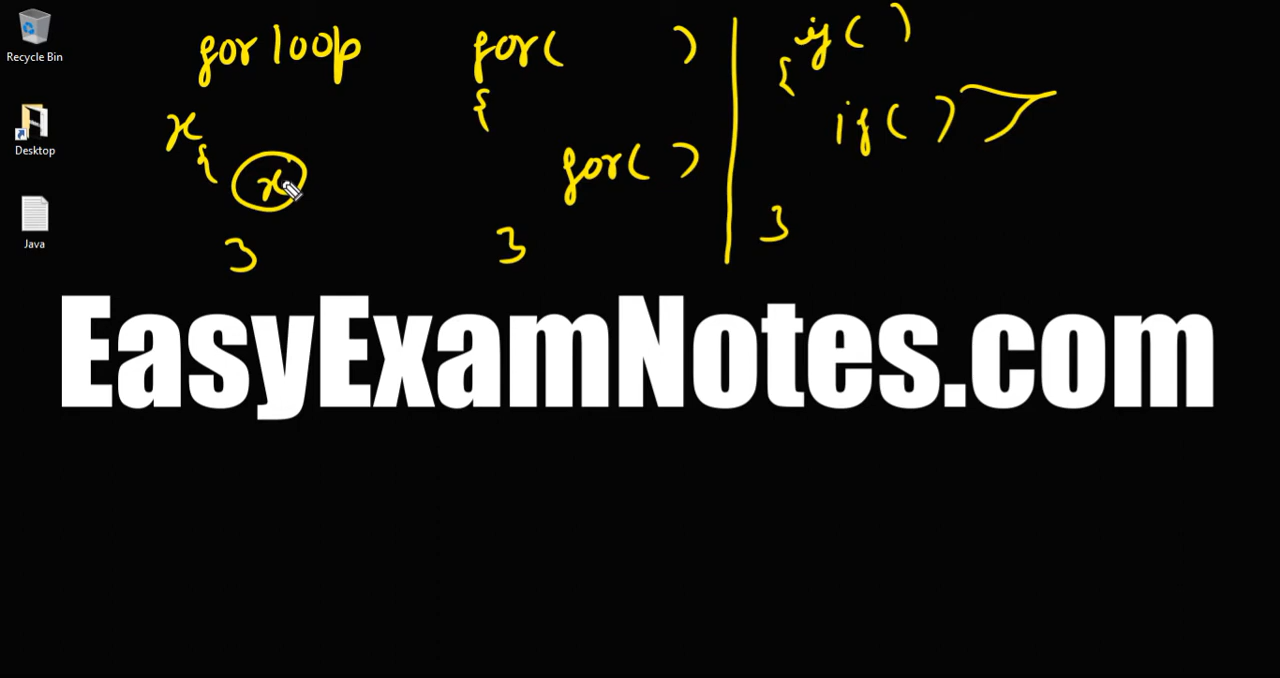 Recycle Bin
Desktop
Java
for loop
x
{
x
}
for( )
{
for( )
}
if( )
{
if( )
}
EasyExamNotes.com